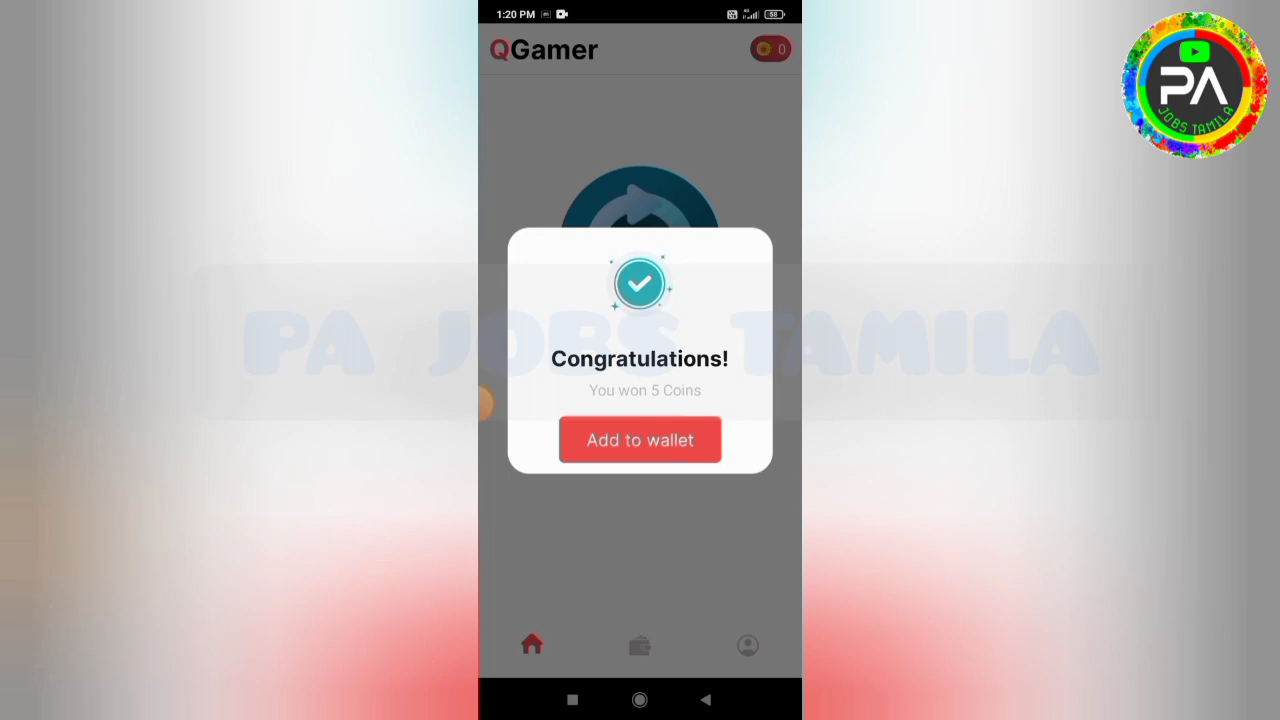 1:20 PM
58
QGamer
0
PA
JOBS TAMILA
PA JOBS TAMILA
Congratulations!
You won 5 Coins
Add to wallet